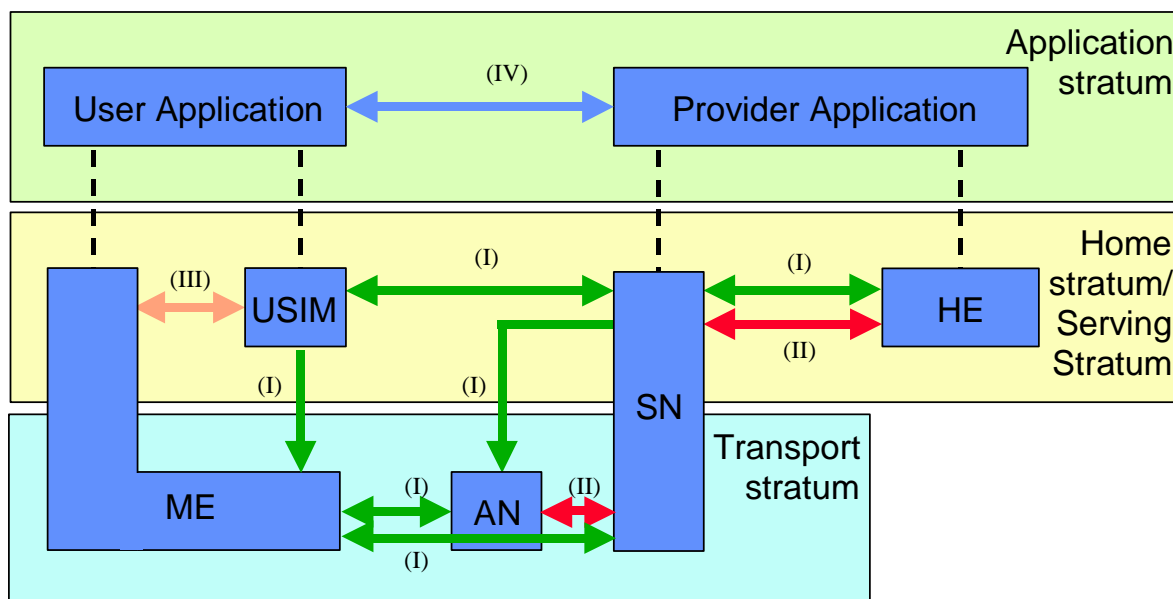 Application
stratum
(IV)
User Application
Provider Application
Home
stratum/
Serving
Stratum
(I)
(I)
(III)
USIM
HE
(II)
(I)
(I)
SN
Transport
stratum
(I)
(II)
ME
AN
(I)